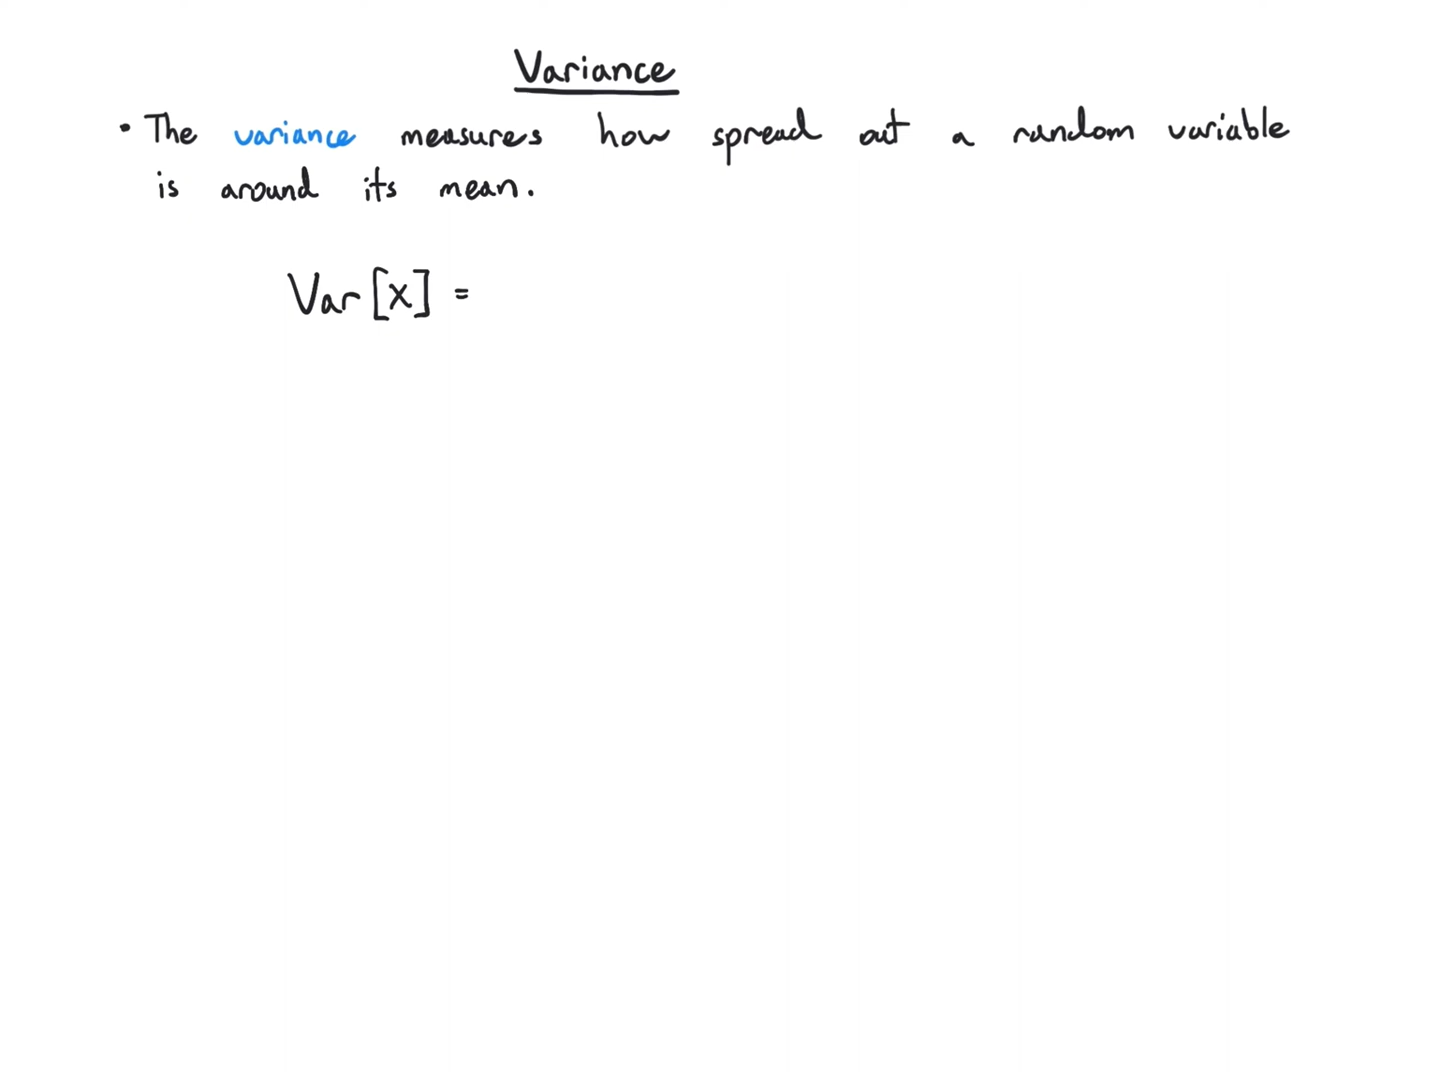 Variance
• The variance measures how spread out a random variable
is around its mean.
Var[X] =